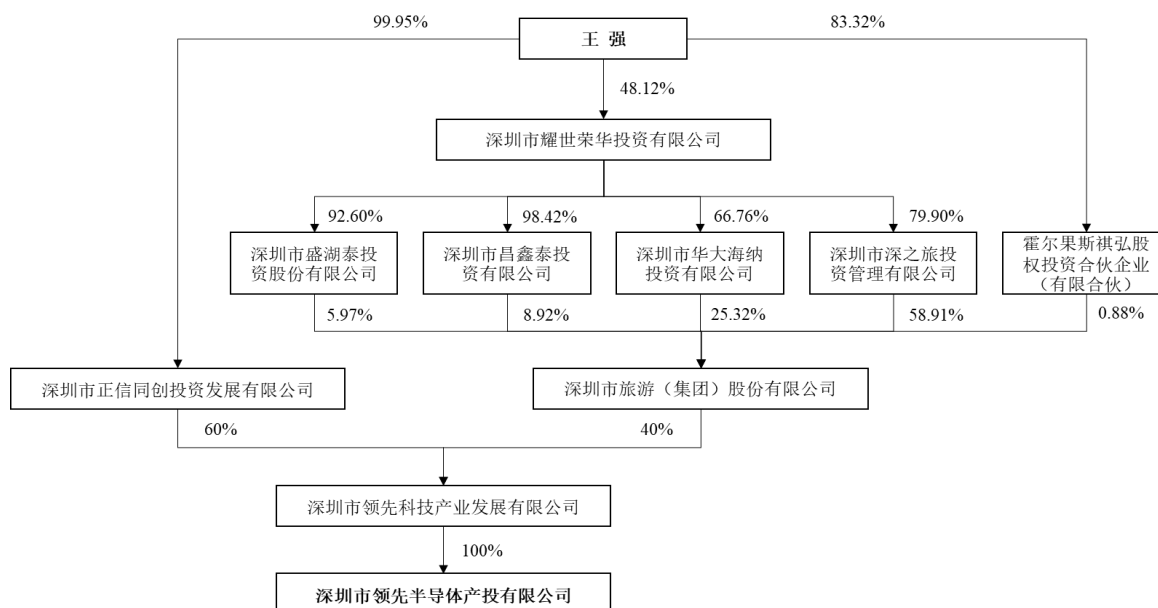 99.95%
王 强
83.32%
48.12%
深圳市耀世荣华投资有限公司
92.60%
98.42%
66.76%
79.90%
深圳市盛湖泰投
资股份有限公司
深圳市昌鑫泰投
资有限公司
深圳市华大海纳
投资有限公司
深圳市深之旅投
资管理有限公司
霍尔果斯祺弘股
权投资合伙企业
（有限合伙）
5.97%
8.92%
25.32%
58.91%
0.88%
深圳市正信同创投资发展有限公司
深圳市旅游（集团）股份有限公司
60%
40%
深圳市领先科技产业发展有限公司
100%
深圳市领先半导体产投有限公司